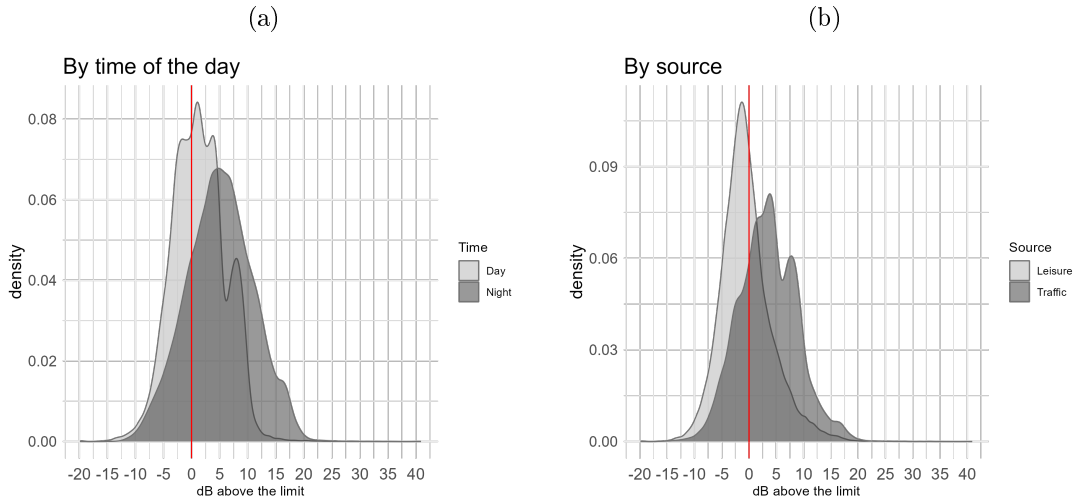 (a)
By time of the day
density
0.08
0.06
0.04
0.02
0.00
-20 -15 -10 -5 0 5 10 15 20 25 30 35 40
dB above the limit
Time
Day
Night
(b)
By source
density
0.09
0.06
0.03
0.00
-20 -15 -10 -5 0 5 10 15 20 25 30 35 40
dB above the limit
Source
Leisure
Traffic